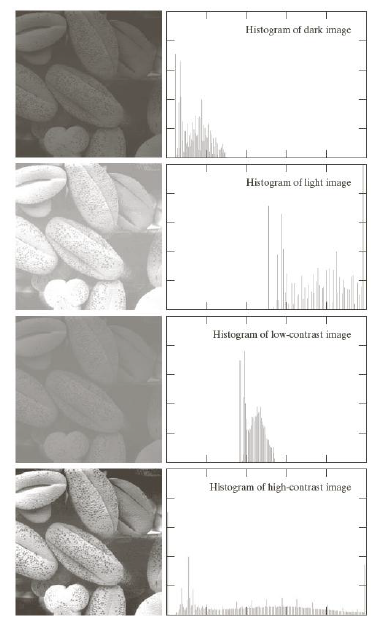 Histogram of dark image
Histogram of light image
Histogram of low-contrast image
Histogram of high-contrast image